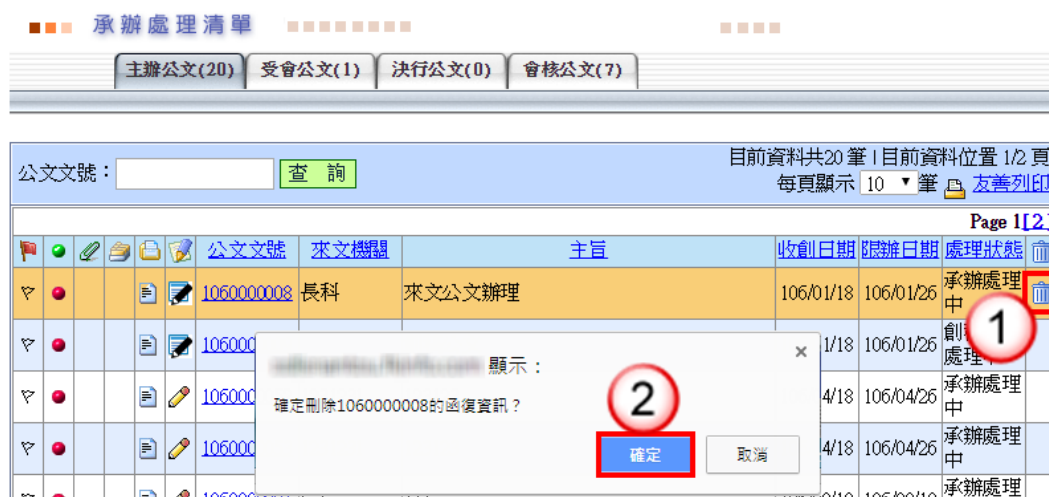 承辦處理清單
主辦公文(20) 受會公文(1) 決行公文(0) 會核公文(7)
公文文號： 查 詢
目前資料共20 筆 | 目前資料位置 1/2 頁
每頁顯示 10 筆 友善列印
Page 1 [2]
公文文號 來文機關 主旨 收創日期 限辦日期 處理狀態
1060000008 長科 來文公文辦理 106/01/18 106/01/26 承辦處理中
1
106000 1/18 106/01/26 處理
顯示：
確定刪除1060000008的函復資訊？
2
確定 取消
106000 4/18 106/04/26 承辦處理中
106000 4/18 106/04/26 承辦處理中
承辦處理